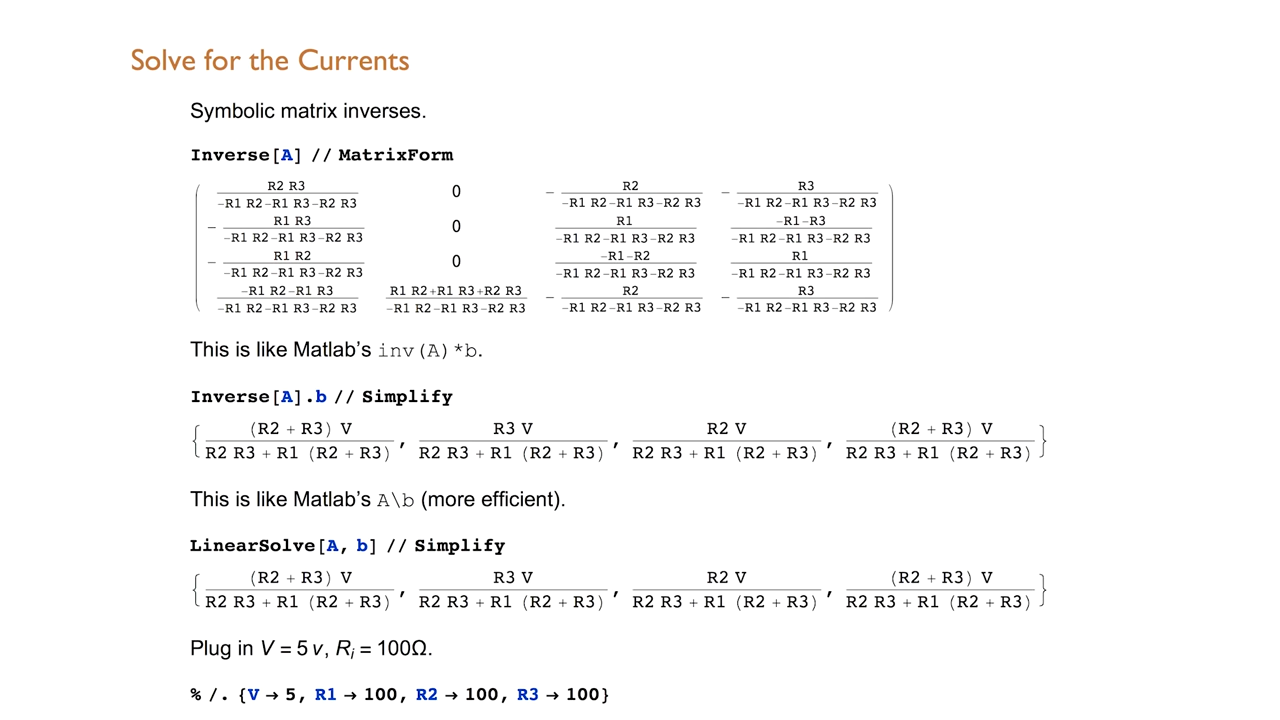 Solve for the Currents
Symbolic matrix inverses.
Inverse[A] // MatrixForm
R2 R3 / -R1 R2-R1 R3-R2 R3   0   - R2 / -R1 R2-R1 R3-R2 R3   - R3 / -R1 R2-R1 R3-R2 R3
- R1 R3 / -R1 R2-R1 R3-R2 R3   0   R1 / -R1 R2-R1 R3-R2 R3   -R1-R3 / -R1 R2-R1 R3-R2 R3
- R1 R2 / -R1 R2-R1 R3-R2 R3   0   -R1-R2 / -R1 R2-R1 R3-R2 R3   R1 / -R1 R2-R1 R3-R2 R3
-R1 R2-R1 R3 / -R1 R2-R1 R3-R2 R3   R1 R2+R1 R3+R2 R3 / -R1 R2-R1 R3-R2 R3   - R2 / -R1 R2-R1 R3-R2 R3   - R3 / -R1 R2-R1 R3-R2 R3
This is like Matlab's inv(A)*b.
Inverse[A].b // Simplify
{ (R2 + R3) V / R2 R3 + R1 (R2 + R3) , R3 V / R2 R3 + R1 (R2 + R3) , R2 V / R2 R3 + R1 (R2 + R3) , (R2 + R3) V / R2 R3 + R1 (R2 + R3) }
This is like Matlab's A\b (more efficient).
LinearSolve[A, b] // Simplify
{ (R2 + R3) V / R2 R3 + R1 (R2 + R3) , R3 V / R2 R3 + R1 (R2 + R3) , R2 V / R2 R3 + R1 (R2 + R3) , (R2 + R3) V / R2 R3 + R1 (R2 + R3) }
Plug in V = 5 v, Ri = 100Ω.
% /. {V → 5, R1 → 100, R2 → 100, R3 → 100}